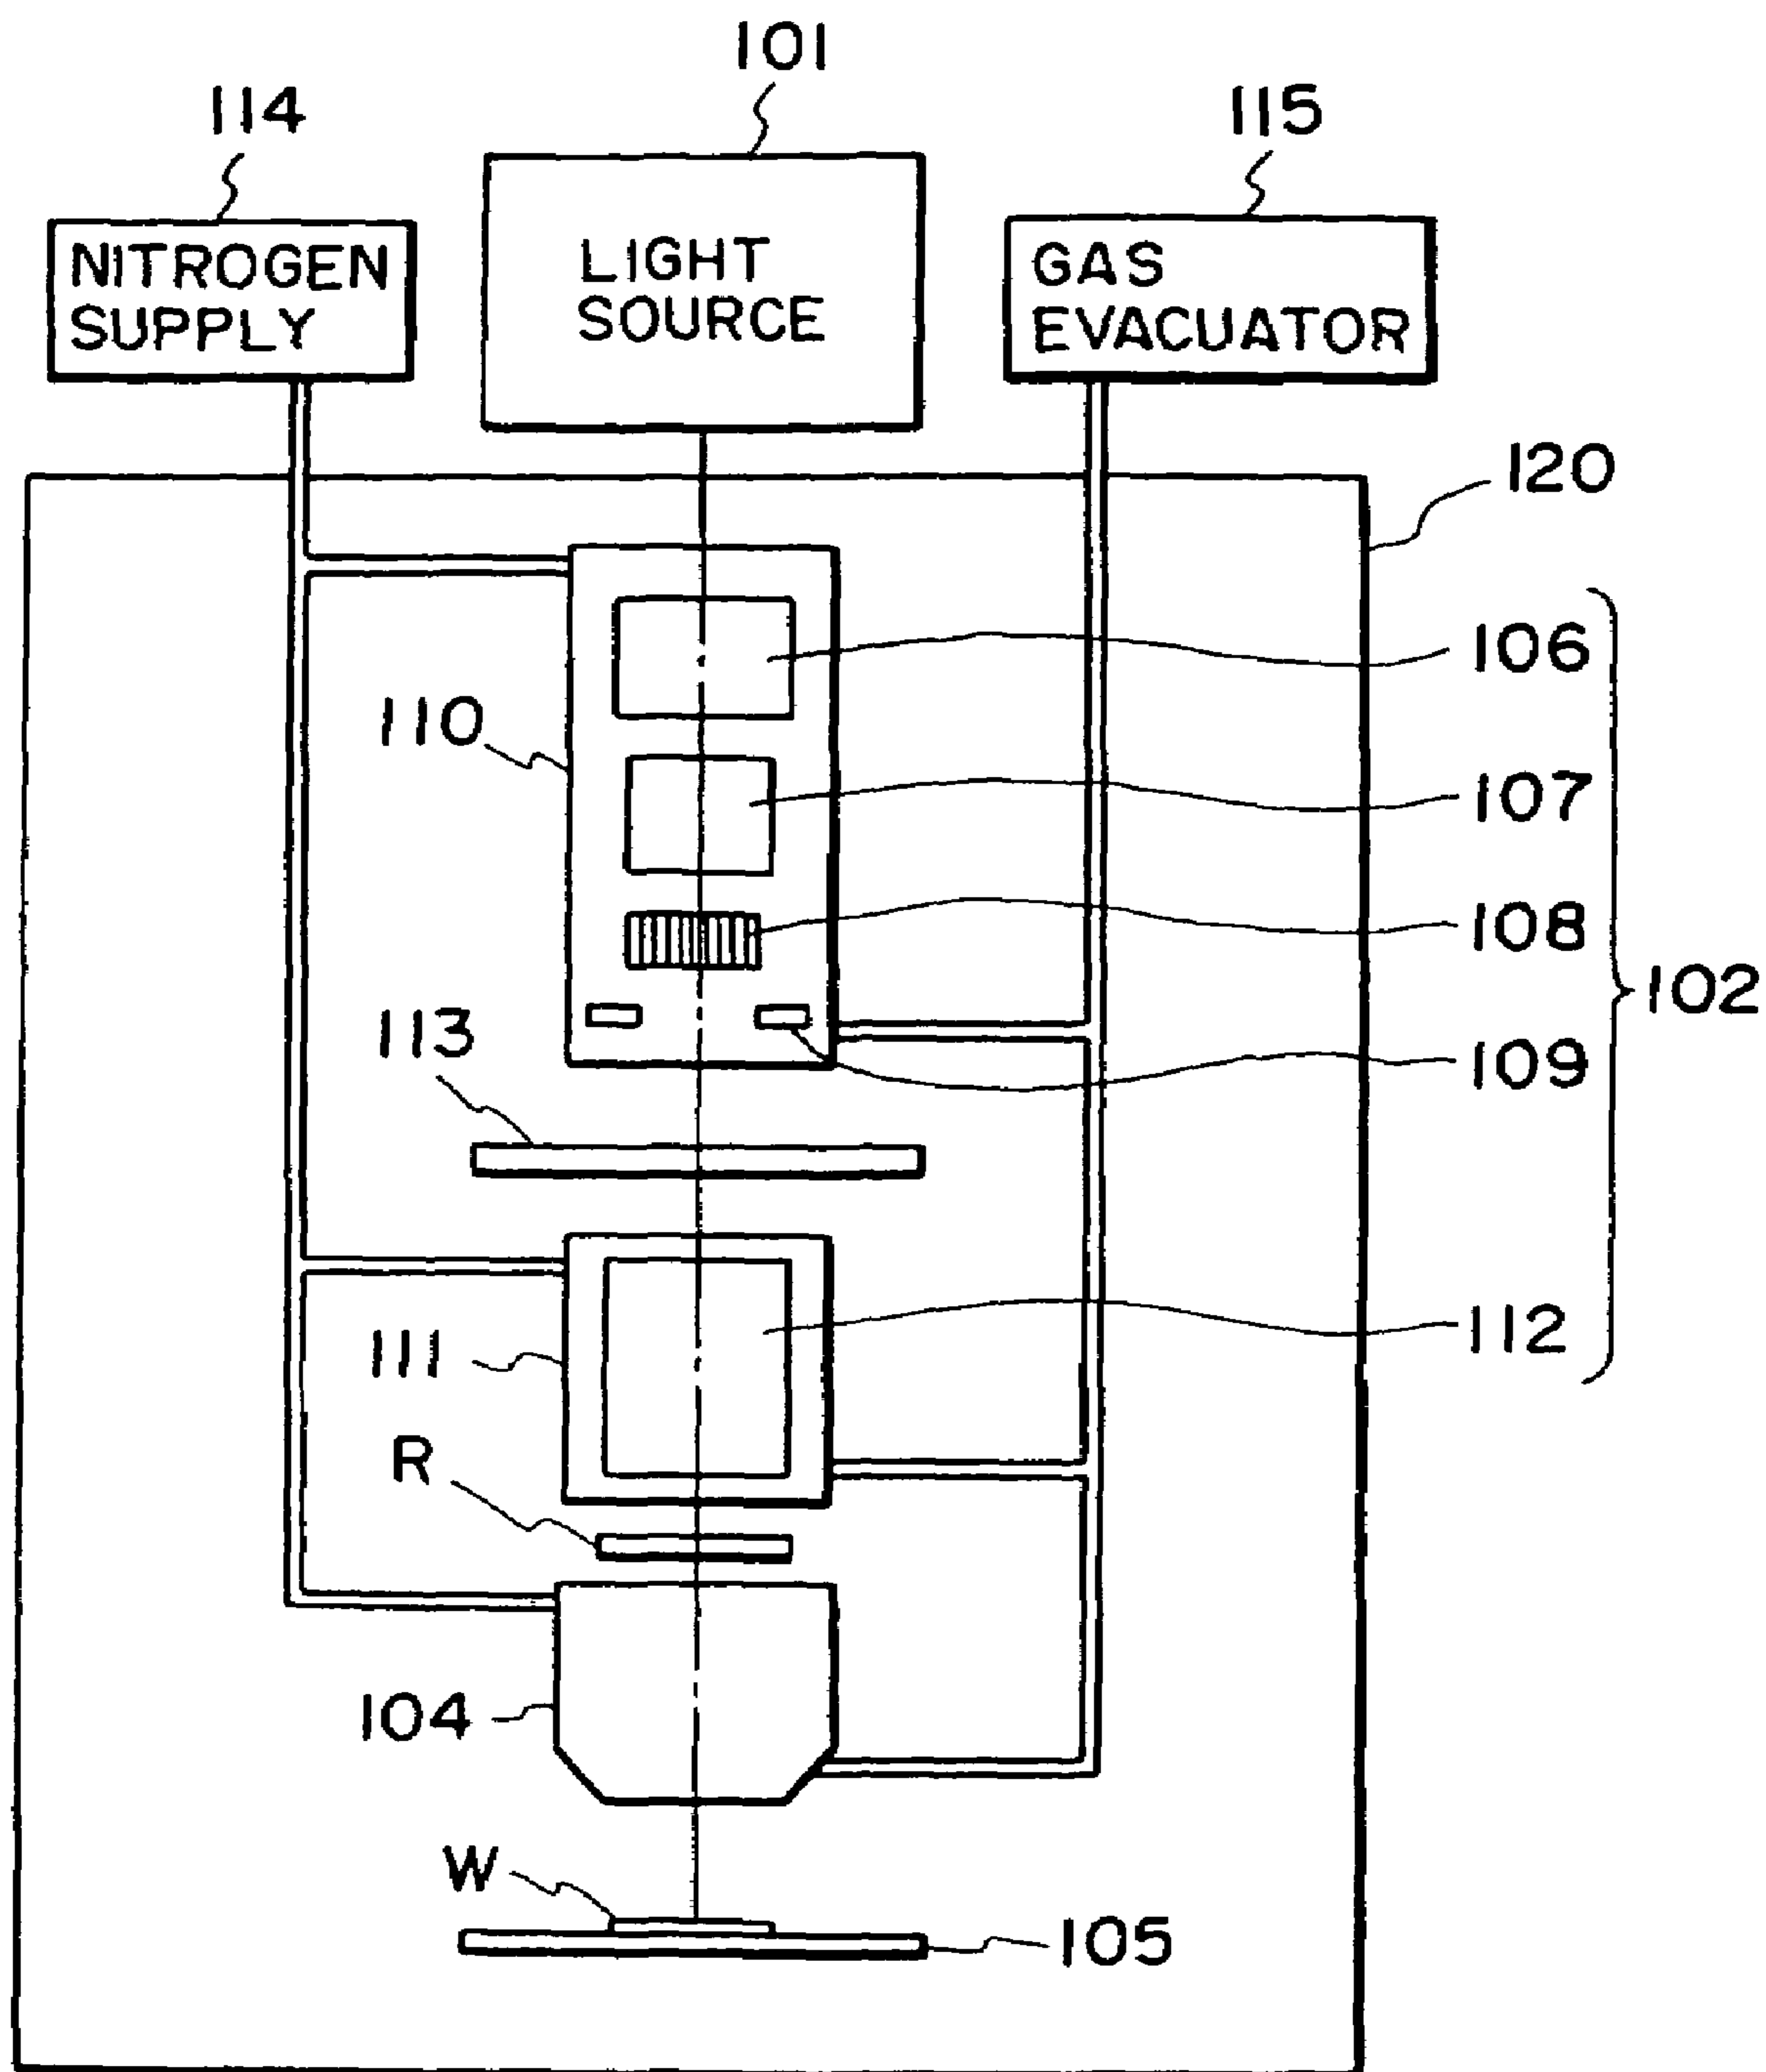 101
114
115
NITROGEN
SUPPLY
LIGHT
SOURCE
GAS
EVACUATOR
120
106
110
107
108
102
113
109
112
111
R
104
W
105